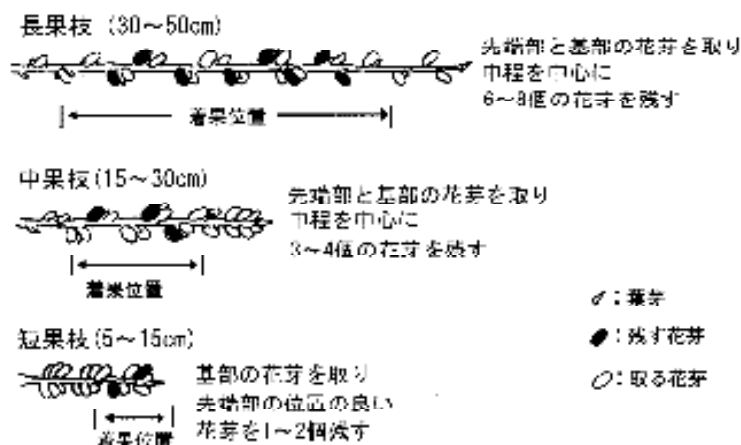 長果枝 (30～50cm)
先端部と基部の花芽を取り
中程を中心に
6～8個の花芽を残す
着果位置
中果枝(15～30cm)
先端部と基部の花芽を取り
中程を中心に
3～4個の花芽を残す
着果位置
：葉芽
：残す花芽
：取る花芽
短果枝(5～15cm)
基部の花芽を取り
先端部の位置の良い
花芽を1～2個残す
着果位置